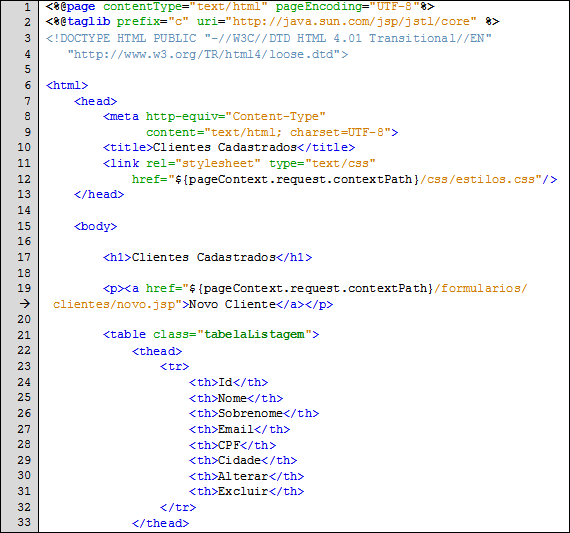 1 <%@page contentType="text/html" pageEncoding="UTF-8"%>
2 <%@taglib prefix="c" uri="http://java.sun.com/jsp/jstl/core" %>
3 <!DOCTYPE HTML PUBLIC "-//W3C//DTD HTML 4.01 Transitional//EN"
4 "http://www.w3.org/TR/html4/loose.dtd">
5
6 <html>
7 <head>
8 <meta http-equiv="Content-Type"
9 content="text/html; charset=UTF-8">
10 <title>Clientes Cadastrados</title>
11 <link rel="stylesheet" type="text/css"
12 href="${pageContext.request.contextPath}/css/estilos.css"/>
13 </head>
14
15 <body>
16
17 <h1>Clientes Cadastrados</h1>
18
19 <p><a href="${pageContext.request.contextPath}/formularios/
→ clientes/novo.jsp">Novo Cliente</a></p>
20
21 <table class="tabelaListagem">
22 <thead>
23 <tr>
24 <th>Id</th>
25 <th>Nome</th>
26 <th>Sobrenome</th>
27 <th>Email</th>
28 <th>CPF</th>
29 <th>Cidade</th>
30 <th>Alterar</th>
31 <th>Excluir</th>
32 </tr>
33 </thead>